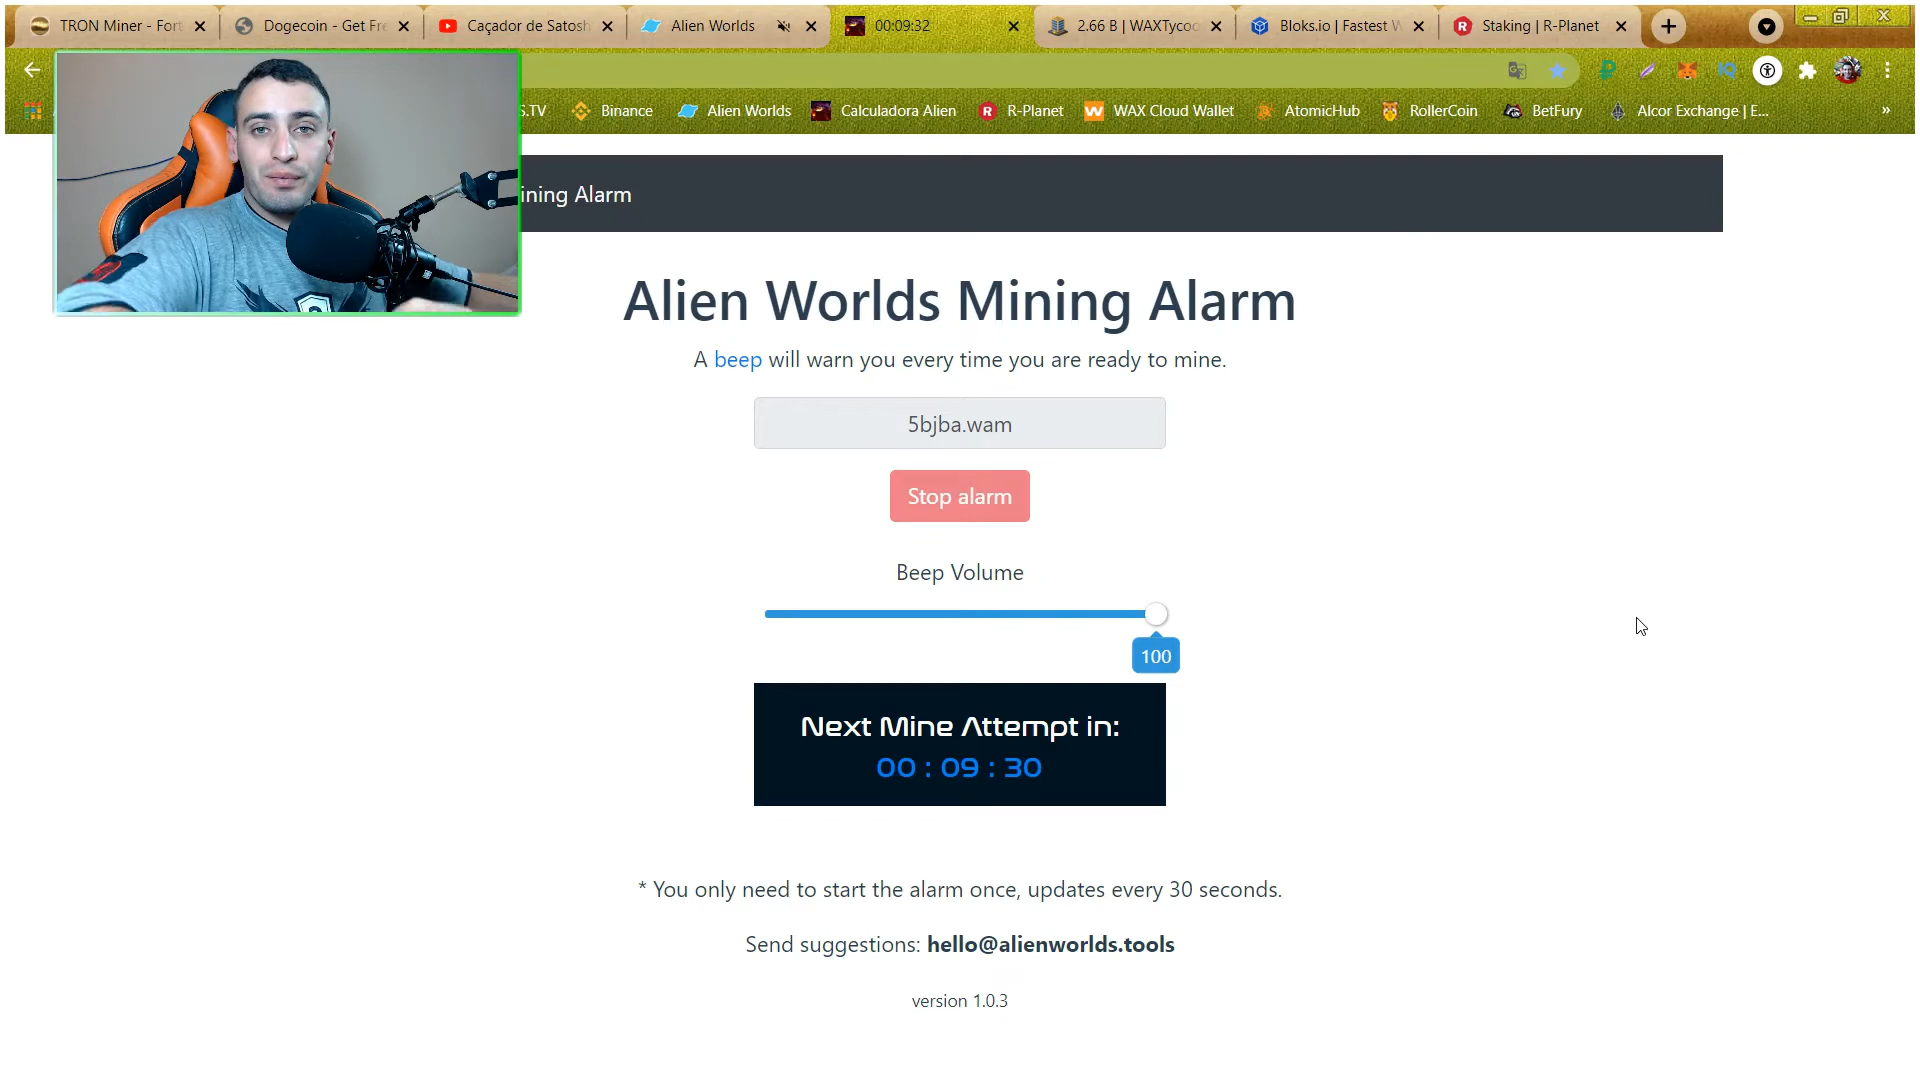 TRON Miner - Fort
Dogecoin - Get Fre
Caçador de Satosh
Alien Worlds
00:09:32
2.66 B | WAXTycoo
Bloks.io | Fastest W
Staking | R-Planet
S.TV
Binance
Alien Worlds
Calculadora Alien
R-Planet
WAX Cloud Wallet
AtomicHub
RollerCoin
BetFury
Alcor Exchange | E...
ining Alarm
Alien Worlds Mining Alarm
A beep will warn you every time you are ready to mine.
5bjba.wam
Stop alarm
Beep Volume
100
Next Mine Attempt in:
00 : 09 : 30
* You only need to start the alarm once, updates every 30 seconds.
Send suggestions: hello@alienworlds.tools
version 1.0.3